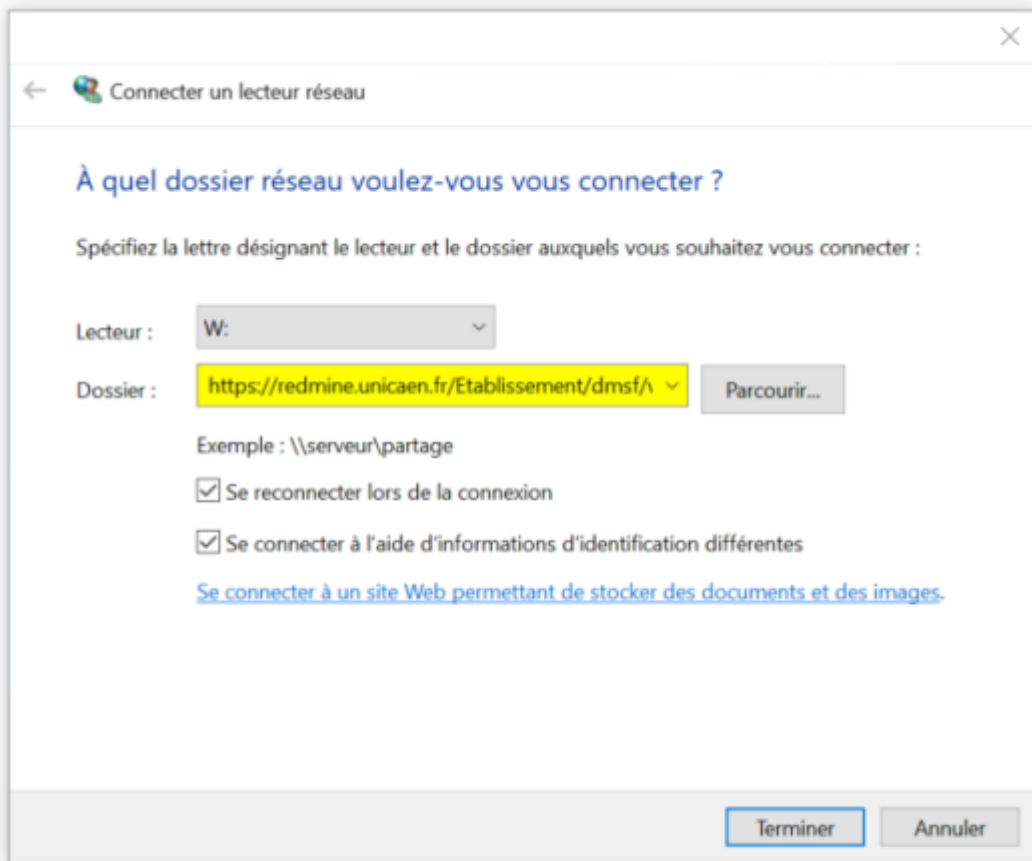 Connecter un lecteur réseau
À quel dossier réseau voulez-vous vous connecter ?
Spécifiez la lettre désignant le lecteur et le dossier auxquels vous souhaitez vous connecter :
Lecteur : W:
Dossier : https://redmine.unicaen.fr/Etablissement/dmsf/ Parcourir...
Exemple : \\serveur\partage
Se reconnecter lors de la connexion
Se connecter à l'aide d'informations d'identification différentes
Se connecter à un site Web permettant de stocker des documents et des images.
Terminer Annuler